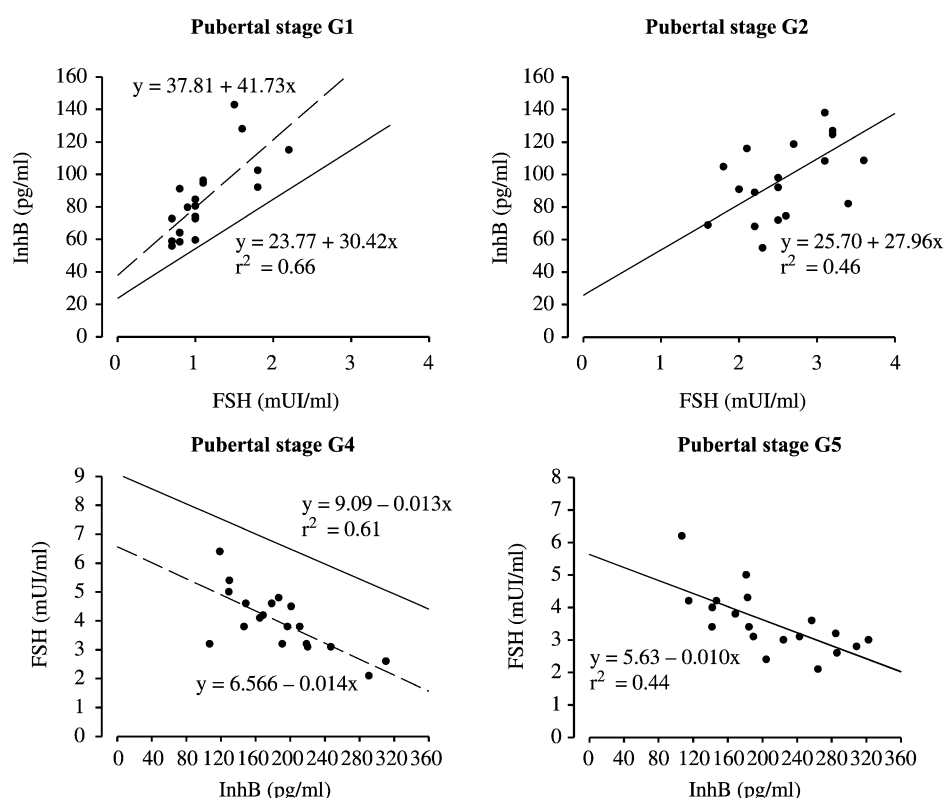 Pubertal stage G1
160
140
120
100
80
60
40
20
0
InhB (pg/ml)
y = 37.81 + 41.73x
y = 23.77 + 30.42x
r² = 0.66
0 1 2 3 4
FSH (mUI/ml)
Pubertal stage G2
160
140
120
100
80
60
40
20
0
InhB (pg/ml)
y = 25.70 + 27.96x
r² = 0.46
0 1 2 3 4
FSH (mUI/ml)
Pubertal stage G4
9
8
7
6
5
4
3
2
1
0
FSH (mUI/ml)
y = 9.09 – 0.013x
r² = 0.61
y = 6.566 – 0.014x
0 40 80 120 160 200 240 280 320 360
InhB (pg/ml)
Pubertal stage G5
8
7
6
5
4
3
2
1
0
FSH (mUI/ml)
y = 5.63 – 0.010x
r² = 0.44
0 40 80 120 160 200 240 280 320 360
InhB (pg/ml)